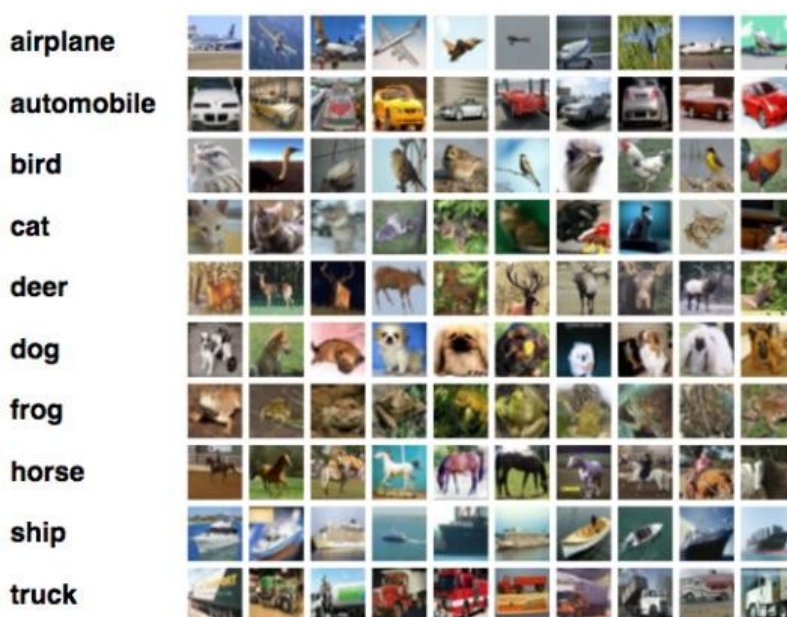 airplane
automobile
bird
cat
deer
dog
frog
horse
ship
truck